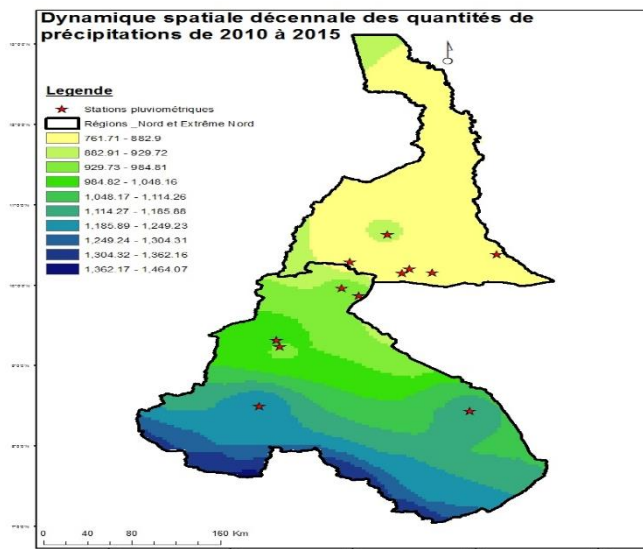 Dynamique spatiale décennale des quantités de
précipitations de 2010 à 2015
Legende
Stations pluviométriques
Régions _Nord et Extrême Nord
761.71 - 882.9
882.91 - 929.72
929.73 - 984.81
984.82 - 1,048.16
1,048.17 - 1,114.26
1,114.27 - 1,185.88
1,185.89 - 1,249.23
1,249.24 - 1,304.31
1,304.32 - 1,362.16
1,362.17 - 1,464.07
0 40 80 160 Km